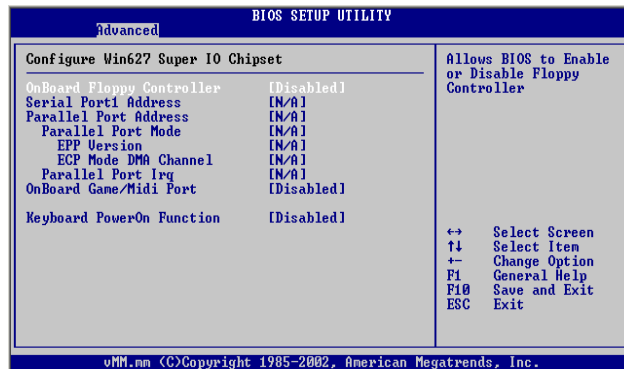 BIOS SETUP UTILITY
Advanced
Configure Win627 Super IO Chipset
OnBoard Floppy Controller [Disabled]
Serial Port1 Address [N/A]
Parallel Port Address [N/A]
Parallel Port Mode [N/A]
EPP Version [N/A]
ECP Mode DMA Channel [N/A]
Parallel Port Irq [N/A]
OnBoard Game/Midi Port [Disabled]
Keyboard PowerOn Function [Disabled]
Allows BIOS to Enable
or Disable Floppy
Controller
↔ Select Screen
↑↓ Select Item
+- Change Option
F1 General Help
F10 Save and Exit
ESC Exit
vMM.mm (C)Copyright 1985-2002, American Megatrends, Inc.